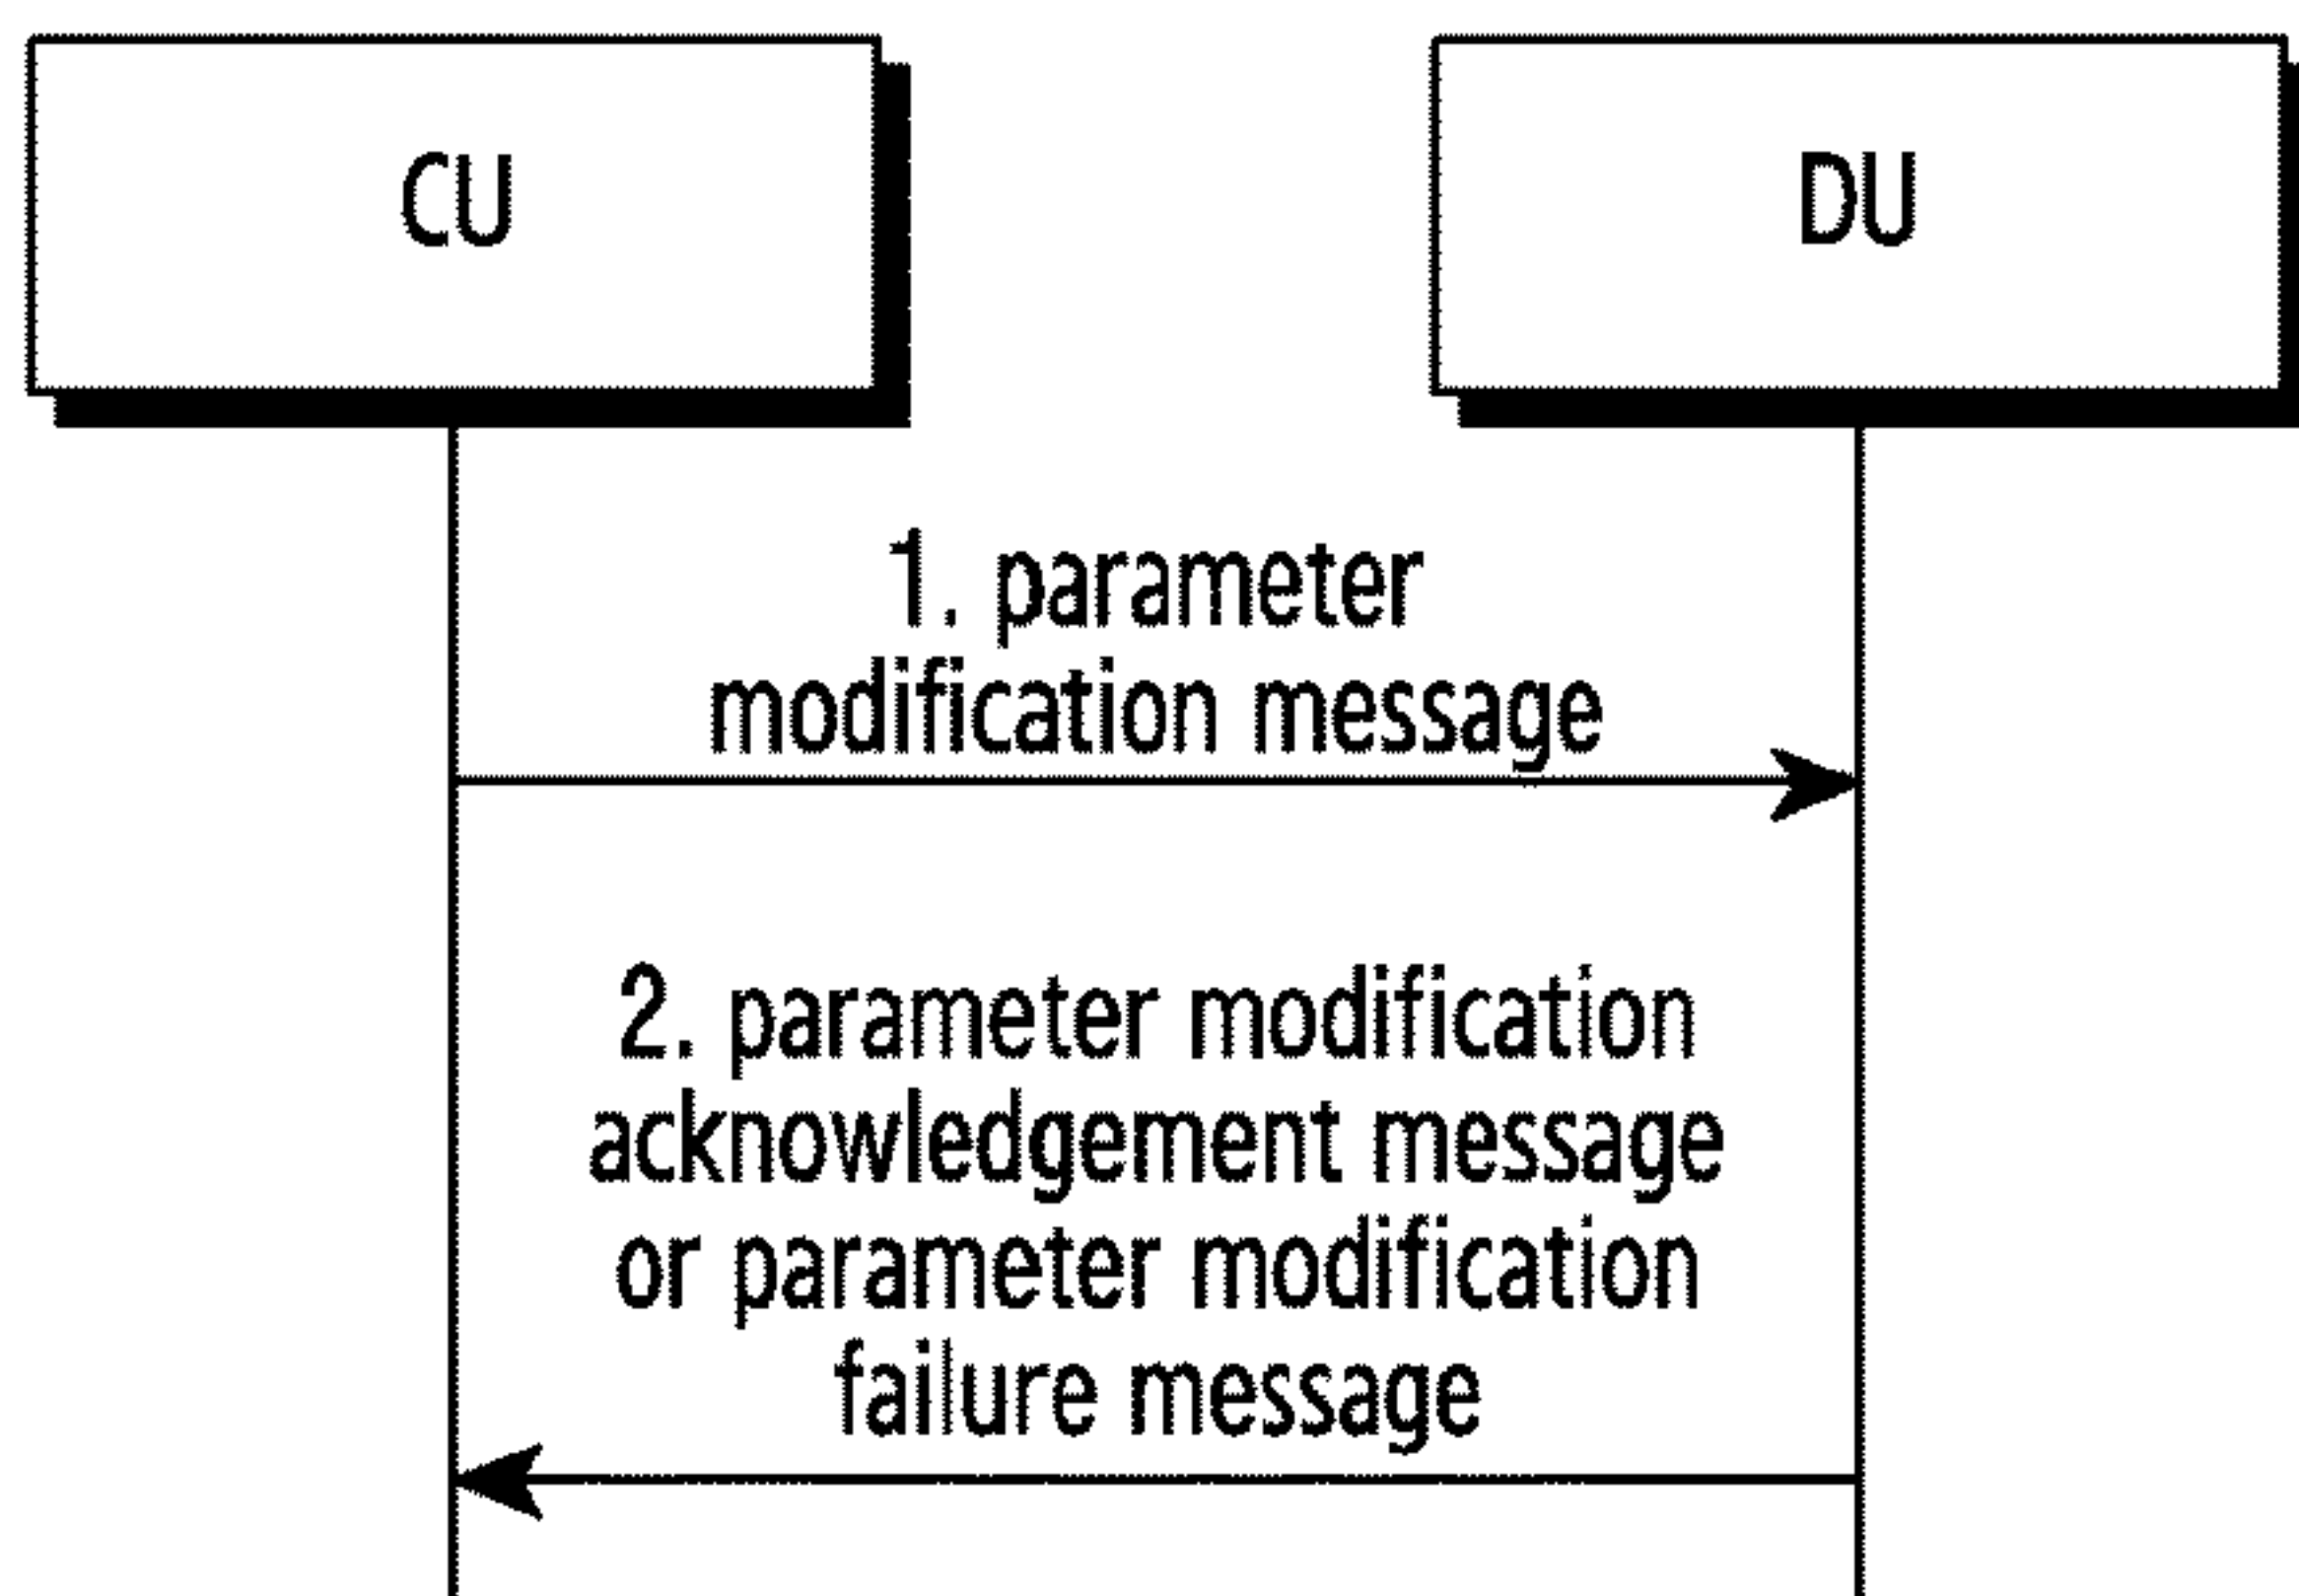 CU
DU
1. parameter
modification message
2. parameter modification
acknowledgement message
or parameter modification
failure message